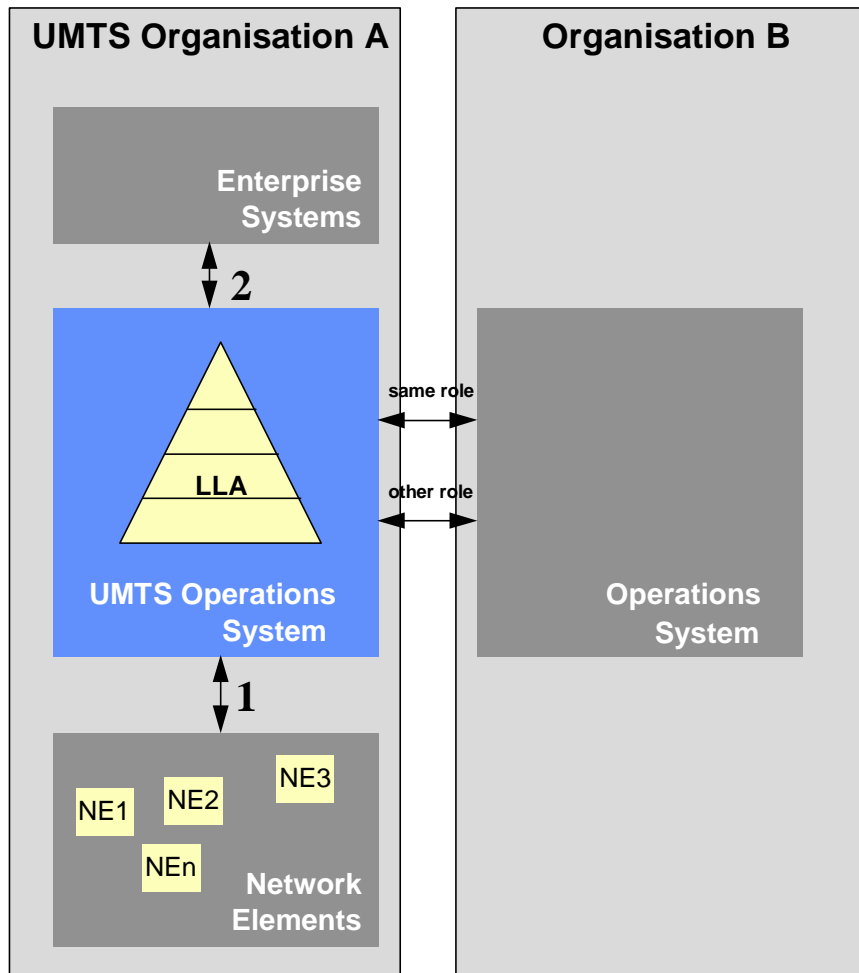 UMTS Organisation A
Organisation B
Enterprise
Systems
2
same role
LLA
other role
UMTS Operations
System
Operations
System
1
NE3
NE2
NE1
NEn
Network
Elements